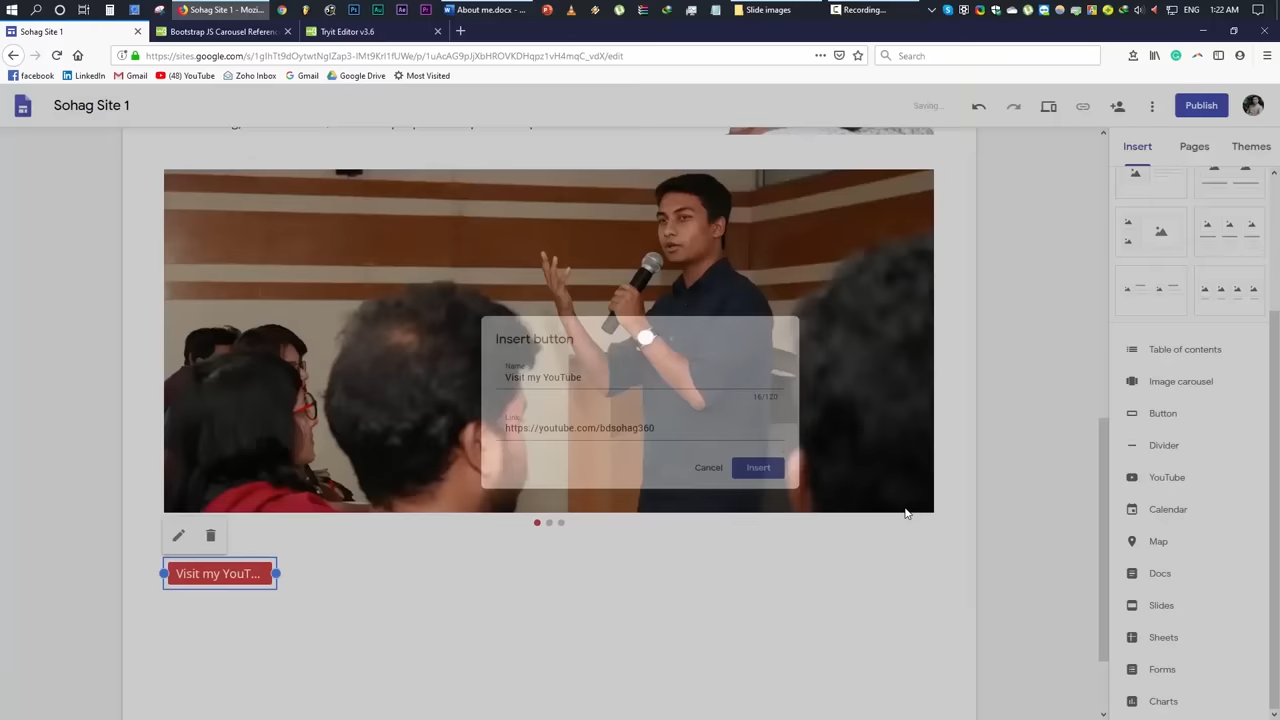 Sohag Site 1 - Mozi...
About me.docx - ...
Slide images
Recording...
ENG
1:22 AM
Sohag Site 1
Bootstrap JS Carousel Referenc
Tryit Editor v3.6
https://sites.google.com/s/1gIhTt9dOytwtNgIZap3-IMt9KrI1fUWe/p/1uAcAG9pJjXbHROVKDHqpz1vH4mqC_vdX/edit
Search
facebook
LinkedIn
Gmail
(48) YouTube
Zoho Inbox
Gmail
Google Drive
Most Visited
Sohag Site 1
Saving...
Publish
Insert
Pages
Themes
Insert button
Name
Visit my YouTube
16/120
Link
https://youtube.com/bdsohag360
Cancel
Insert
Visit my YouT...
Table of contents
Image carousel
Button
Divider
YouTube
Calendar
Map
Docs
Slides
Sheets
Forms
Charts